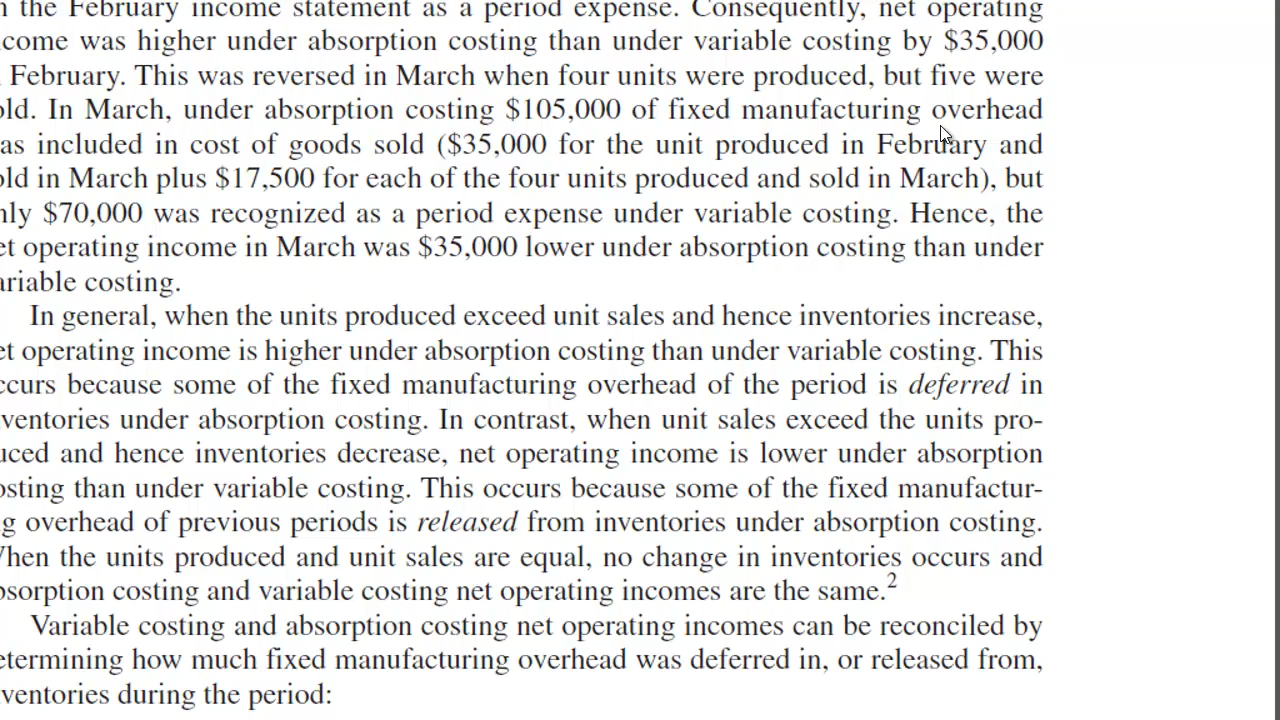 the February income statement as a period expense. Consequently, net operating
come was higher under absorption costing than under variable costing by $35,000
February. This was reversed in March when four units were produced, but five were
old. In March, under absorption costing $105,000 of fixed manufacturing overhead
as included in cost of goods sold ($35,000 for the unit produced in February and
old in March plus $17,500 for each of the four units produced and sold in March), but
nly $70,000 was recognized as a period expense under variable costing. Hence, the
et operating income in March was $35,000 lower under absorption costing than under
ariable costing.
In general, when the units produced exceed unit sales and hence inventories increase,
et operating income is higher under absorption costing than under variable costing. This
ccurs because some of the fixed manufacturing overhead of the period is deferred in
ventories under absorption costing. In contrast, when unit sales exceed the units pro-
uced and hence inventories decrease, net operating income is lower under absorption
osting than under variable costing. This occurs because some of the fixed manufactur-
g overhead of previous periods is released from inventories under absorption costing.
hen the units produced and unit sales are equal, no change in inventories occurs and
bsorption costing and variable costing net operating incomes are the same.2
Variable costing and absorption costing net operating incomes can be reconciled by
etermining how much fixed manufacturing overhead was deferred in, or released from,
ventories during the period: